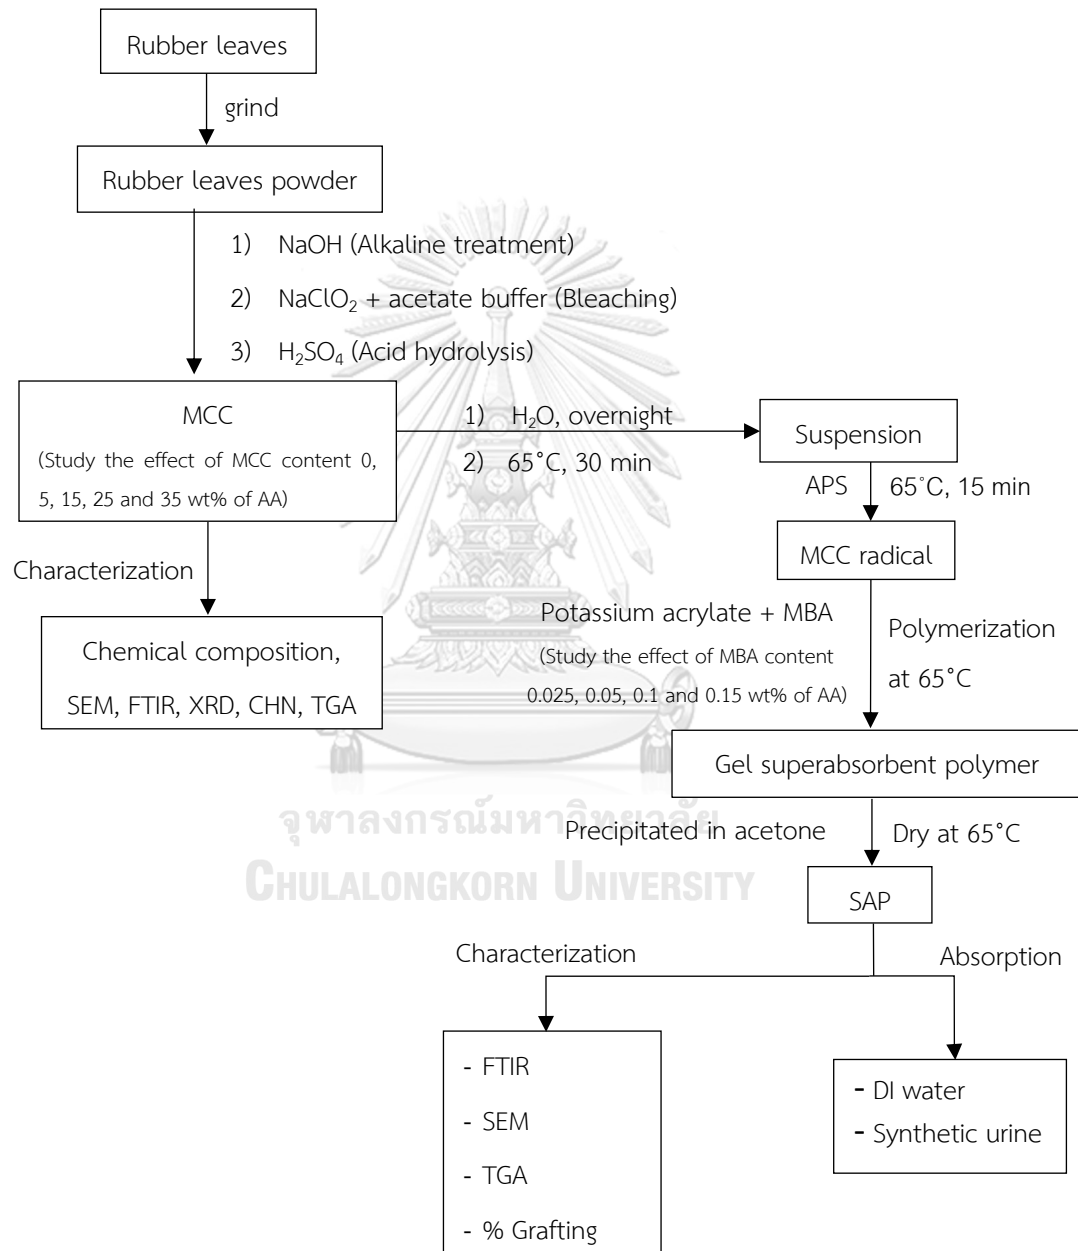 Rubber leaves
grind
Rubber leaves powder
1) NaOH (Alkaline treatment)
2) NaClO₂ + acetate buffer (Bleaching)
3) H₂SO₄ (Acid hydrolysis)
MCC
(Study the effect of MCC content 0,
5, 15, 25 and 35 wt% of AA)
1) H₂O, overnight
2) 65°C, 30 min
Suspension
APS 65°C, 15 min
MCC radical
Characterization
Chemical composition,
SEM, FTIR, XRD, CHN, TGA
Potassium acrylate + MBA
(Study the effect of MBA content
0.025, 0.05, 0.1 and 0.15 wt% of AA)
Polymerization
at 65°C
Gel superabsorbent polymer
จุฬาลงกรณ์มหาวิทยาลัย
CHULALONGKORN UNIVERSITY
Precipitated in acetone Dry at 65°C
SAP
Characterization
Absorption
- FTIR
- SEM
- TGA
- % Grafting
- DI water
- Synthetic urine